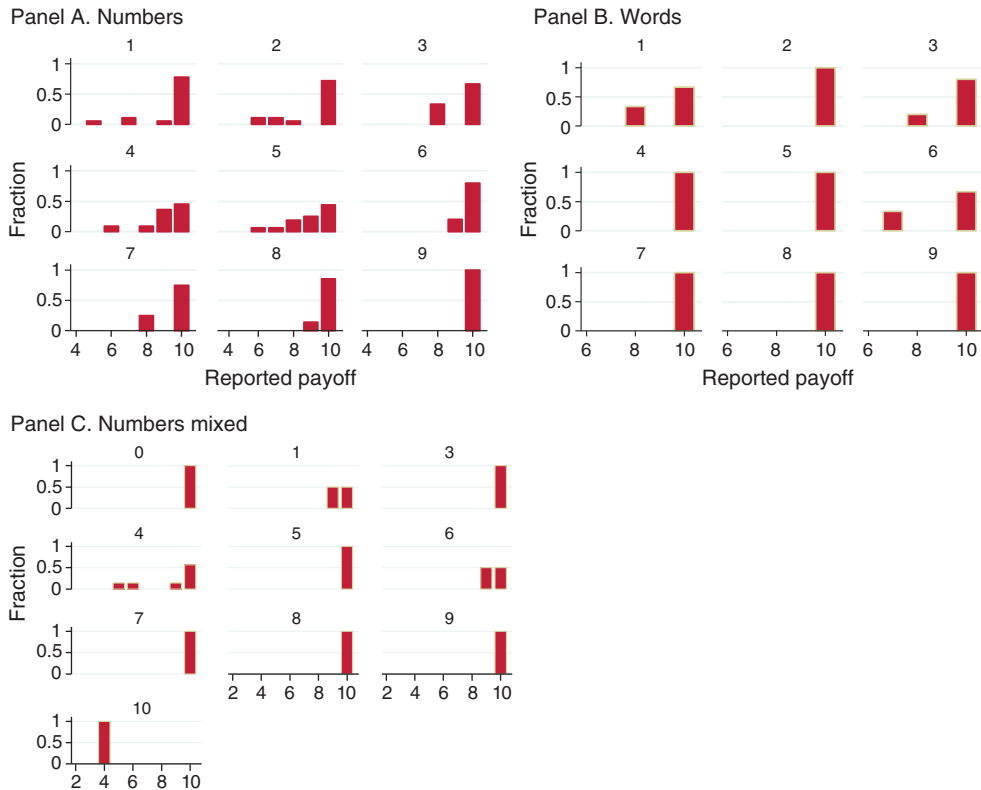 Panel A. Numbers
1 2 3
1
0.5
0
4 5 6
1
0.5
0
7 8 9
1
0.5
0
4 6 8 10 4 6 8 10 4 6 8 10
Fraction
Reported payoff
Panel B. Words
1 2 3
1
0.5
0
4 5 6
1
0.5
0
7 8 9
1
0.5
0
6 8 10 6 8 10 6 8 10
Fraction
Reported payoff
Panel C. Numbers mixed
0 1 3
1
0.5
0
4 5 6
1
0.5
0
7 8 9
1
0.5
0
2 4 6 8 10 2 4 6 8 10
10
1
0.5
0
2 4 6 8 10
Fraction